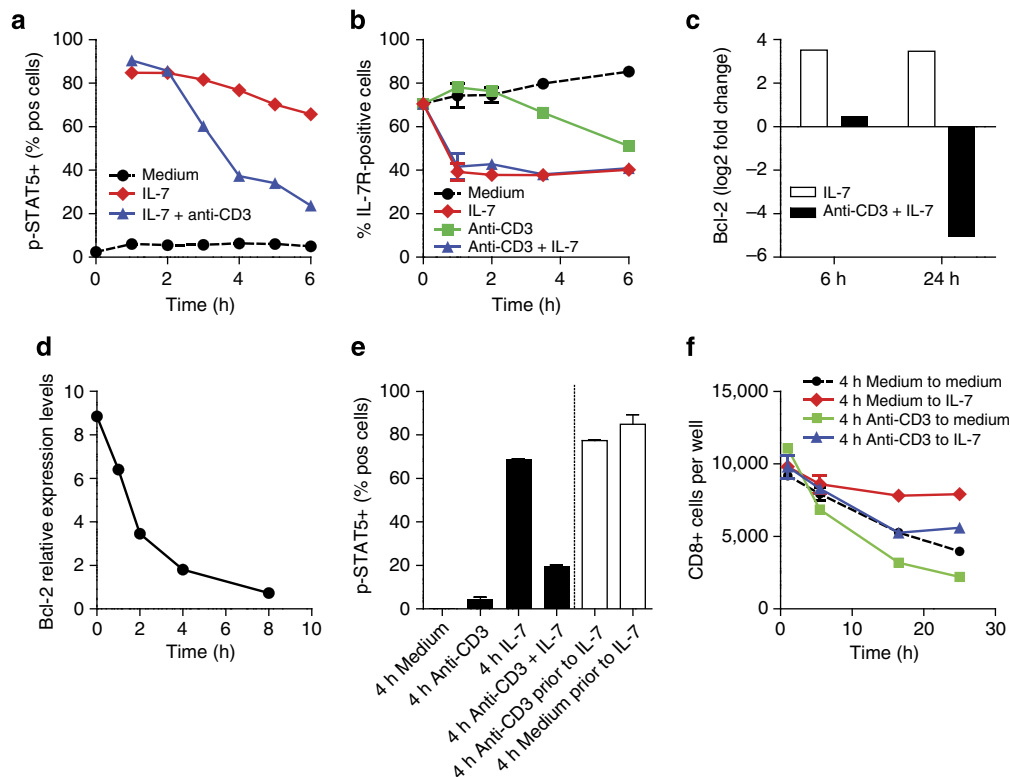 a
p-STAT5+ (% pos cells)
100
80
60
40
20
0
0 2 4 6
Time (h)
Medium
IL-7
IL-7 + anti-CD3
b
% IL-7R-positive cells
100
80
60
40
20
0
0 2 4 6
Time (h)
Medium
IL-7
Anti-CD3
Anti-CD3 + IL-7
c
Bcl-2 (log2 fold change)
4
2
0
−2
−4
−6
6 h 24 h
IL-7
Anti-CD3 + IL-7
d
Bcl-2 relative expression levels
10
8
6
4
2
0
0 2 4 6 8 10
Time (h)
e
p-STAT5+ (% pos cells)
100
80
60
40
20
0
4 h Medium
4 h Anti-CD3
4 h IL-7
4 h Anti-CD3 + IL-7
4 h Anti-CD3 prior to IL-7
4 h Medium prior to IL-7
f
CD8+ cells per well
15,000
10,000
5,000
0
0 10 20 30
Time (h)
4 h Medium to medium
4 h Medium to IL-7
4 h Anti-CD3 to medium
4 h Anti-CD3 to IL-7